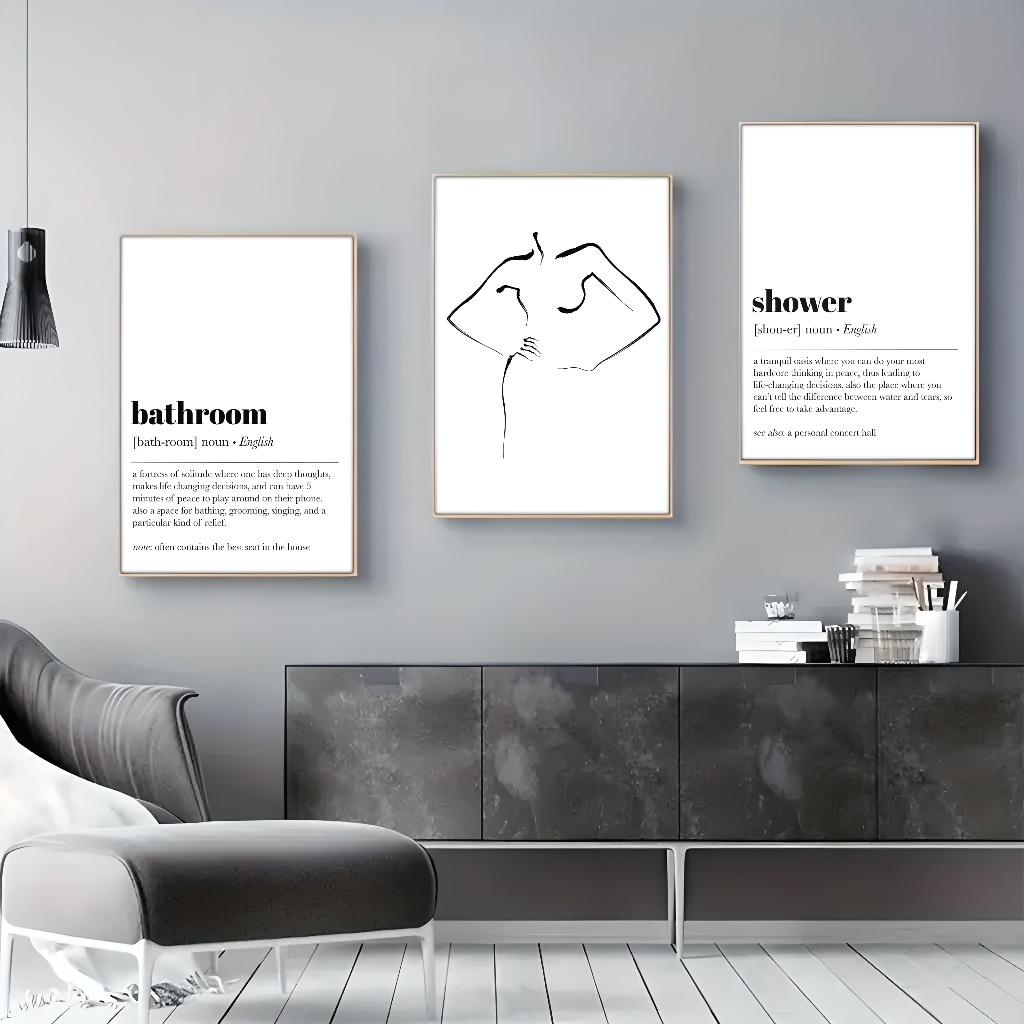 bathroom
[bath-room] noun • English
a fortress of solitude where one has deep thoughts,
makes life changing decisions, and can have 5
minutes of peace to play around on their phone.
also a space for bathing, grooming, singing, and a
particular kind of relief.
note: often contains the best seat in the house
shower
[shou-er] noun • English
a tranquil oasis where you can do your most
hardcore thinking in peace, thus leading to
life-changing decisions. also the place where you
can't tell the difference between water and tears, so
feel free to take advantage.
see also: a personal concert hall